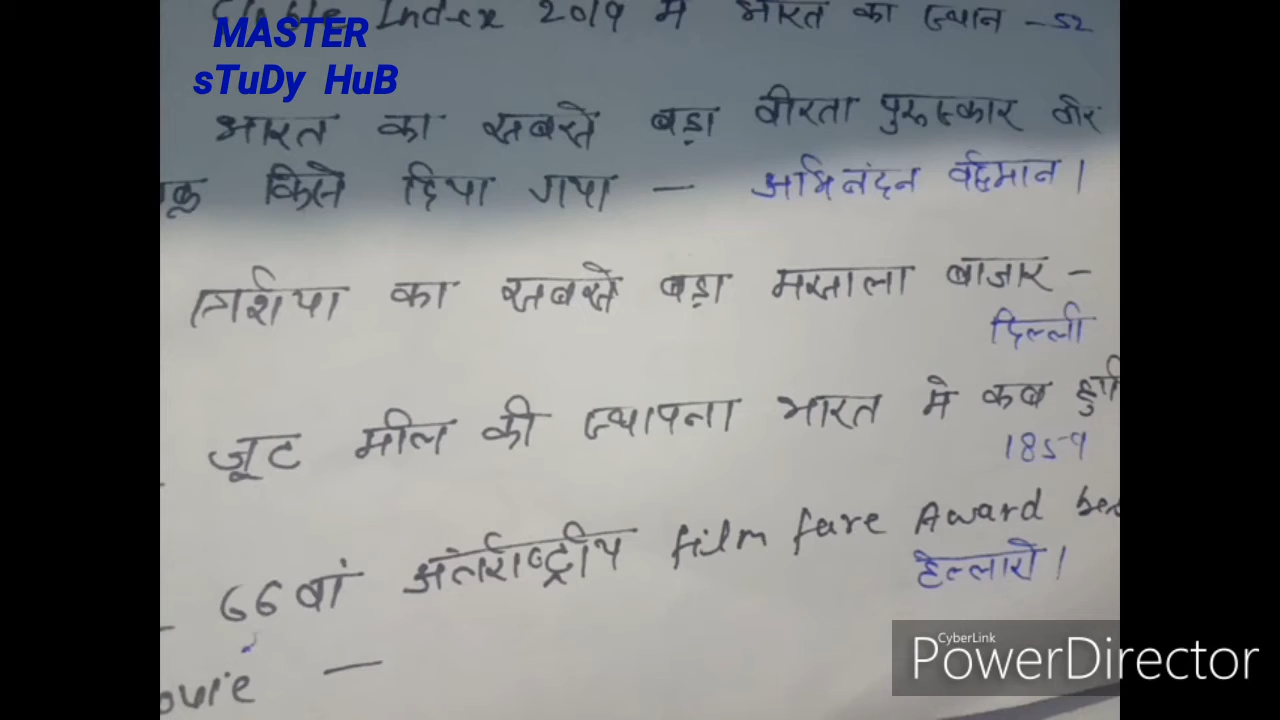 Index 2019 मे भारत का स्थान - 52
MASTER
sTuDy HuB
भारत का सबसे बड़ा वीरता पुरूस्कार वीर
किसे दिया गया - अभिनंदन वर्द्धमान।
एशिया का सबसे बड़ा मसाला बाजार -
दिल्ली
जूट मील की स्थापना भारत मे कब हुई
1859
66वां अंतर्राष्ट्रीय film fare Award bes
हेल्लारो।
ovie -
CyberLink
PowerDirector